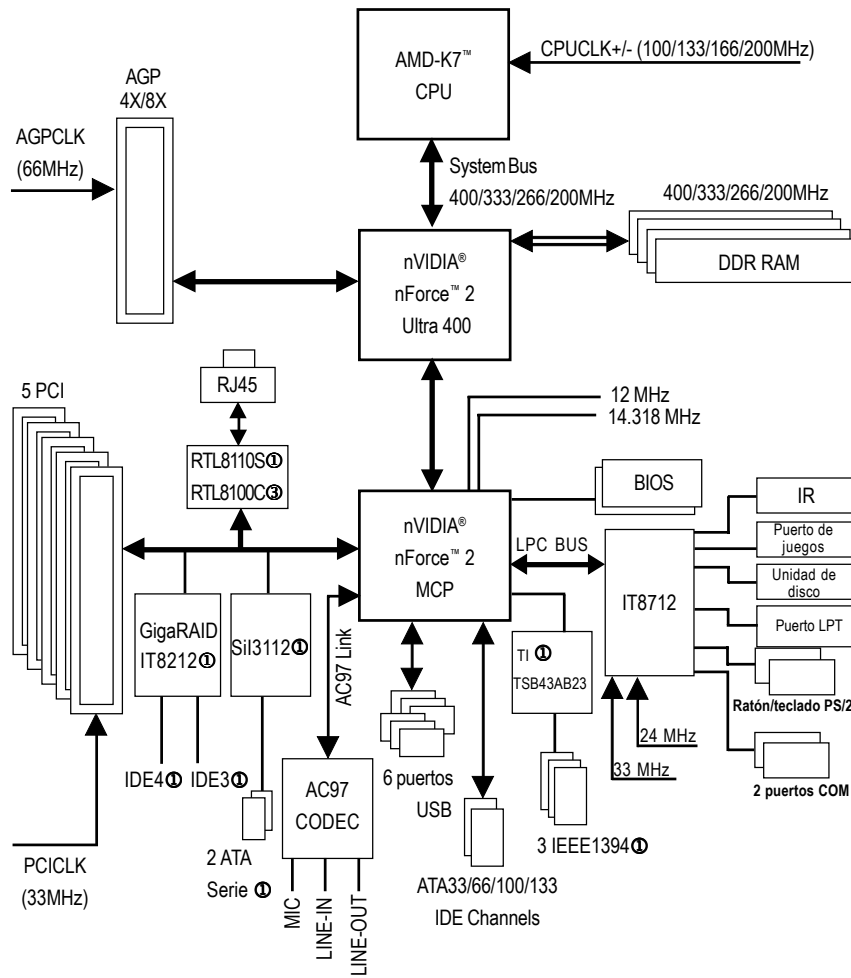 AMD-K7™
CPU
CPUCLK+/- (100/133/166/200MHz)
AGP
4X/8X
AGPCLK
(66MHz)
System Bus
400/333/266/200MHz
400/333/266/200MHz
DDR RAM
nVIDIA®
nForce™ 2
Ultra 400
5 PCI
RJ45
RTL8110S①
RTL8100C③
12 MHz
14.318 MHz
BIOS
nVIDIA®
nForce™ 2
MCP
LPC BUS
IT8712
IR
Puerto de
juegos
Unidad de
disco
Puerto LPT
Ratón/teclado PS/2
2 puertos COM
24 MHz
33 MHz
GigaRAID
IT8212①
SiI3112①
AC97 Link
TI ①
TSB43AB23
IDE4① IDE3①
AC97
CODEC
6 puertos
USB
3 IEEE1394①
2 ATA
Serie ①
PCICLK
(33MHz)
MIC
LINE-IN
LINE-OUT
ATA33/66/100/133
IDE Channels